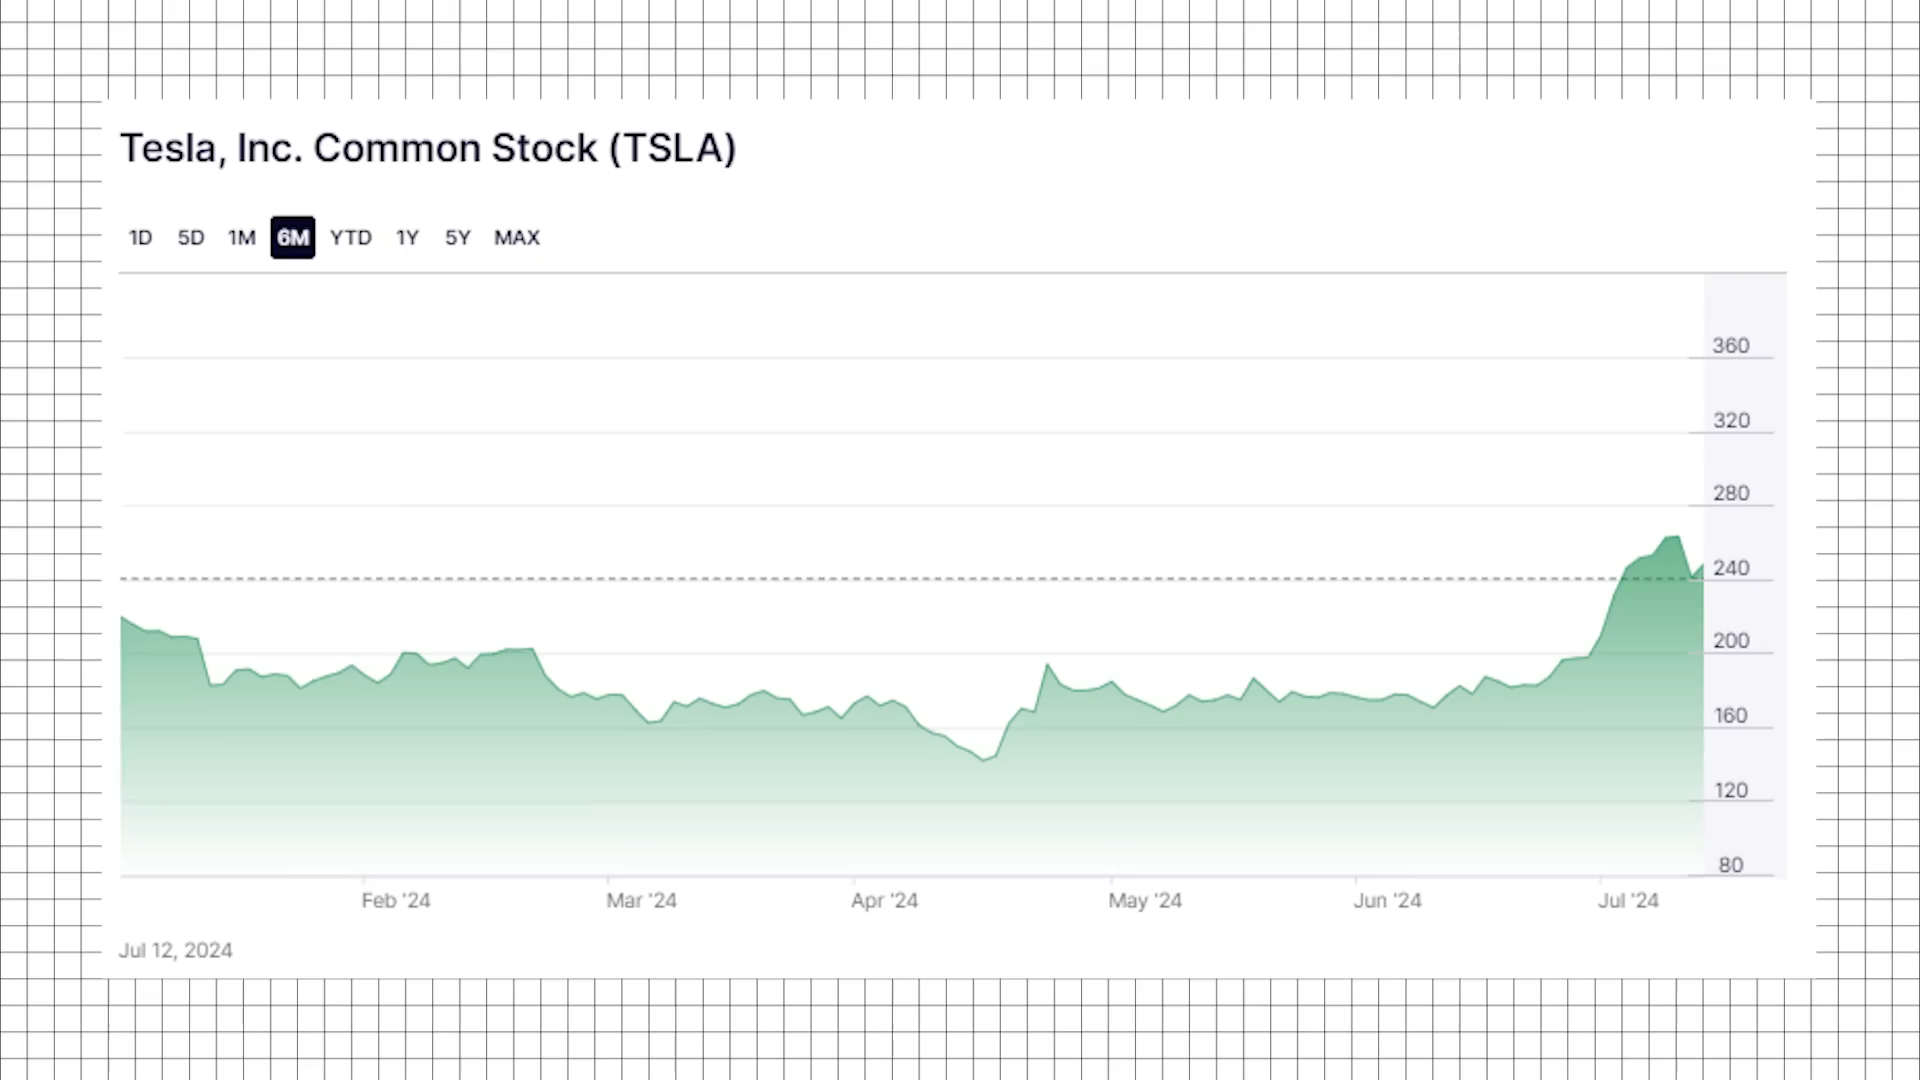 Tesla, Inc. Common Stock (TSLA)
1D 5D 1M 6M YTD 1Y 5Y MAX
360
320
280
240
200
160
120
80
Feb '24 Mar '24 Apr '24 May '24 Jun '24 Jul '24
Jul 12, 2024